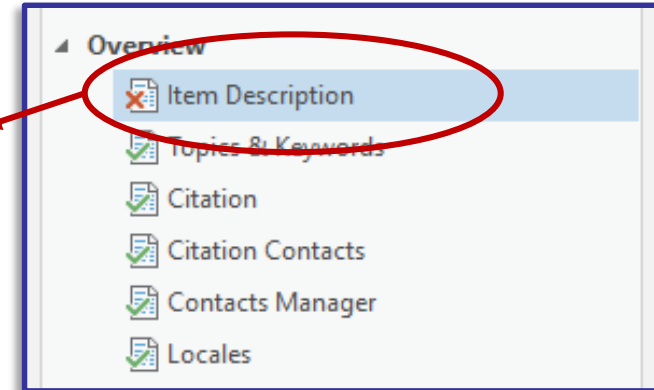 Overview
Item Description
Topics & Keywords
Citation
Citation Contacts
Contacts Manager
Locales